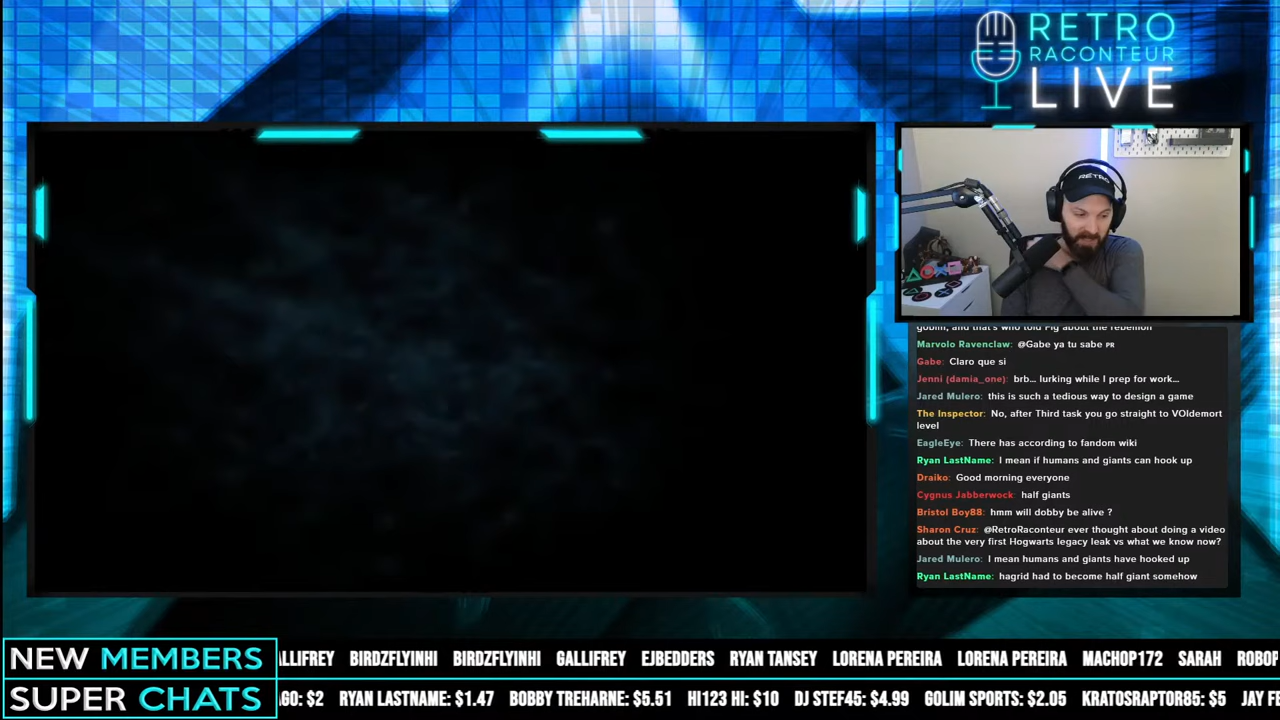 RETRO
RACONTEUR
LIVE
RETRO
goblin, and that's who told Fig about the rebellion
Marvolo Ravenclaw: @Gabe ya tu sabe PR
Gabe: Claro que si
Jenni (damia_one): brb... lurking while I prep for work...
Jared Mulero: this is such a tedious way to design a game
The Inspector: No, after Third task you go straight to VOldemort
level
EagleEye: There has according to fandom wiki
Ryan LastName: I mean if humans and giants can hook up
Draiko: Good morning everyone
Cygnus Jabberwock: half giants
Bristol Boy88: hmm will dobby be alive ?
Sharon Cruz: @RetroRaconteur ever thought about doing a video
about the very first Hogwarts legacy leak vs what we know now?
Jared Mulero: I mean humans and giants have hooked up
Ryan LastName: hagrid had to become half giant somehow
NEW MEMBERS
ALLIFREY BIRDZFLYINHI BIRDZFLYINHI GALLIFREY EJBEDDERS RYAN TANSEY LORENA PEREIRA LORENA PEREIRA MACHOP172 SARAH ROBOP
SUPER CHATS
AGO: $2 RYAN LASTNAME: $1.47 BOBBY TREHARNE: $5.51 HI123 HI: $10 DJ STEF45: $4.99 GOLIM SPORTS: $2.05 KRATOSRAPTOR85: $5 JAY FE